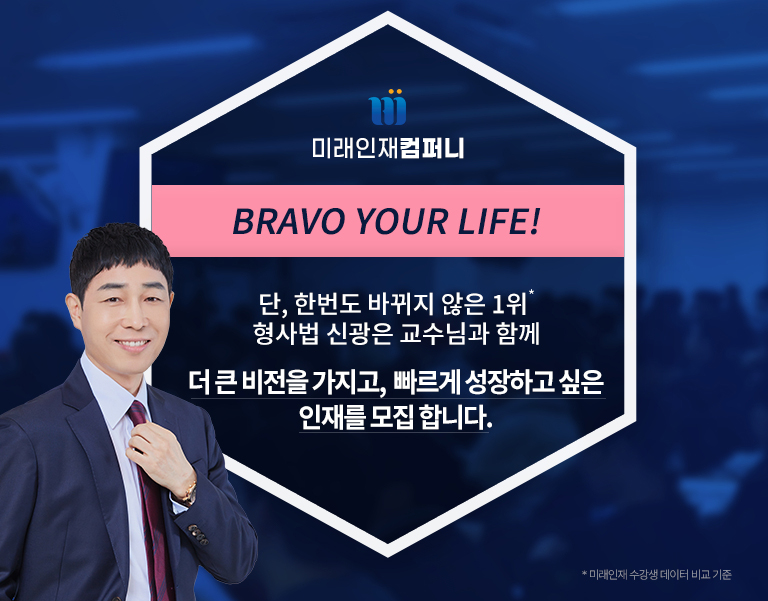 미래인재컴퍼니
BRAVO YOUR LIFE!
단, 한번도 바뀌지 않은 1위*
형사법 신광은 교수님과 함께
더 큰 비전을 가지고, 빠르게 성장하고 싶은
인재를 모집 합니다.
* 미래인재 수강생 데이터 비교 기준